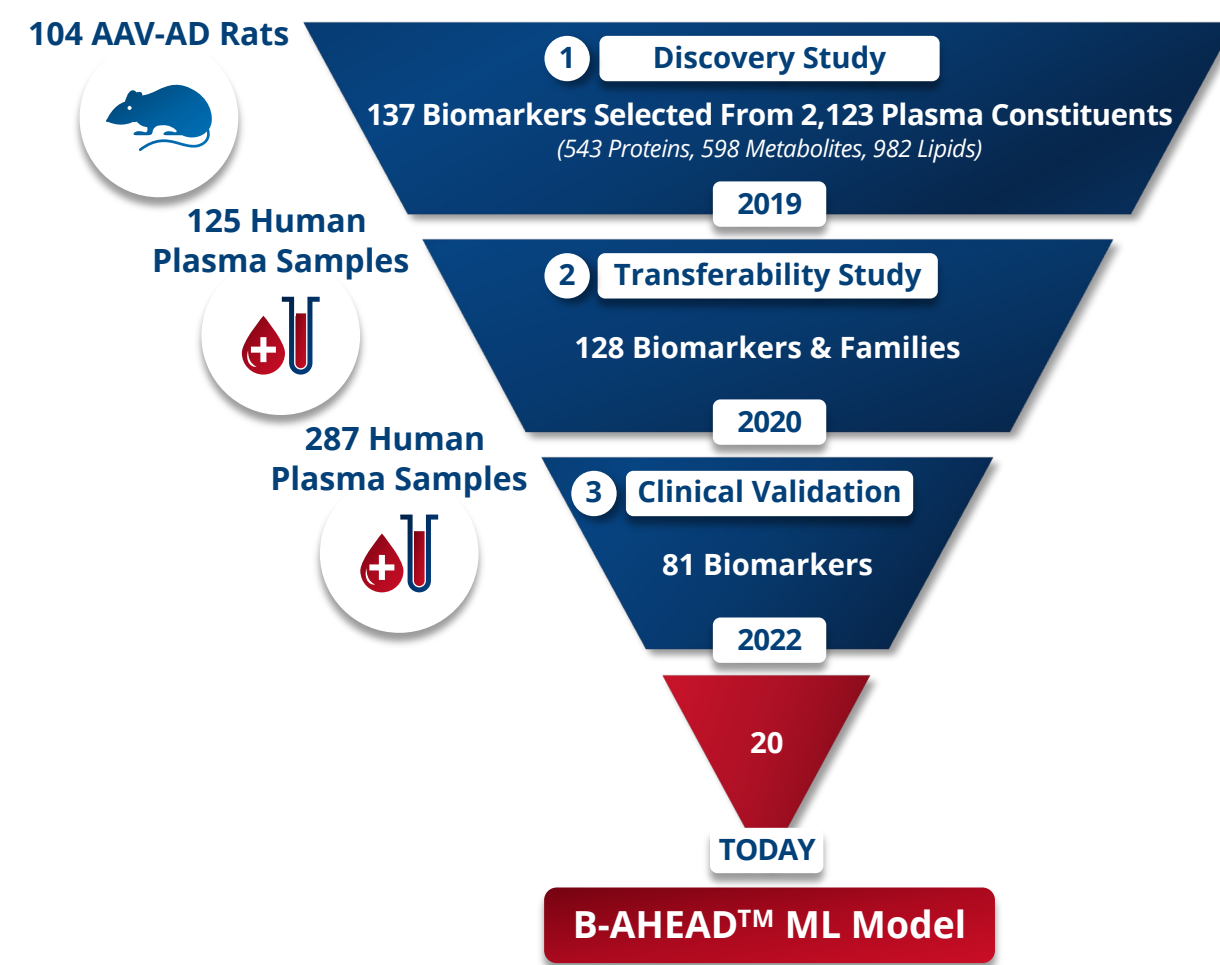 104 AAV-AD Rats
1
Discovery Study
137 Biomarkers Selected From 2,123 Plasma Constituents
(543 Proteins, 598 Metabolites, 982 Lipids)
2019
125 Human
Plasma Samples
2
Transferability Study
128 Biomarkers & Families
2020
287 Human
Plasma Samples
3
Clinical Validation
81 Biomarkers
2022
20
TODAY
B-AHEAD™ ML Model